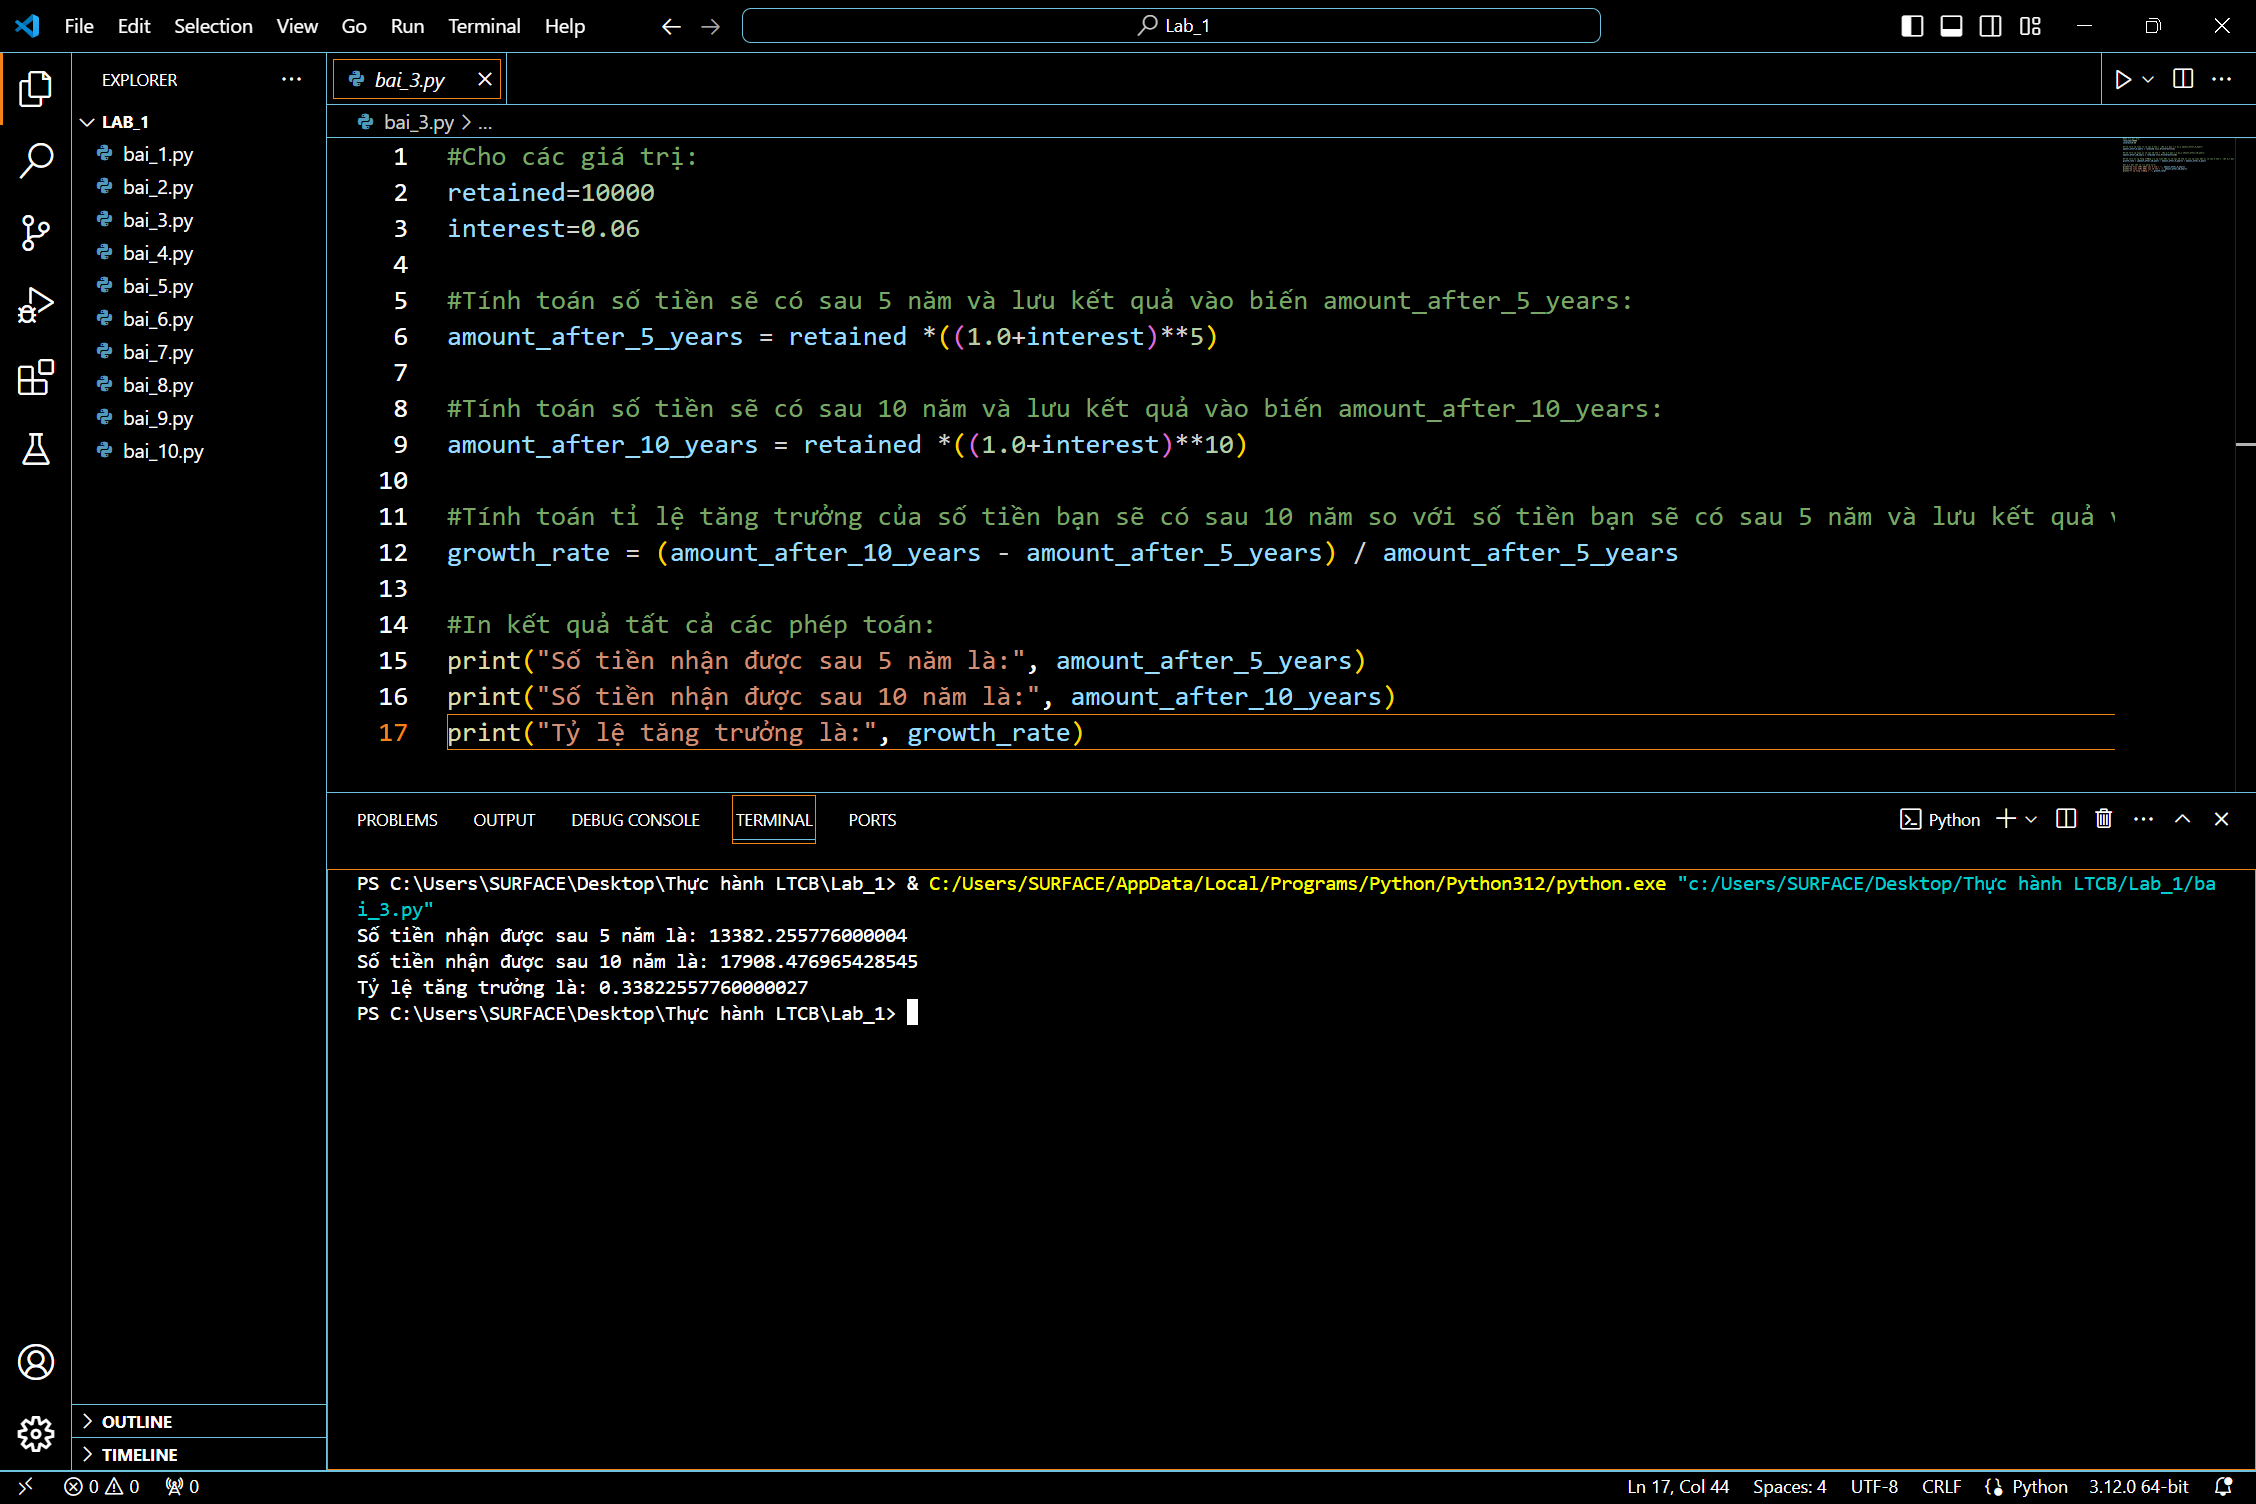 File Edit Selection View Go Run Terminal Help
Lab_1
EXPLORER
LAB_1
bai_1.py
bai_2.py
bai_3.py
bai_4.py
bai_5.py
bai_6.py
bai_7.py
bai_8.py
bai_9.py
bai_10.py
OUTLINE
TIMELINE
bai_3.py
bai_3.py > ...
1 #Cho các giá trị:
2 retained=10000
3 interest=0.06
4
5 #Tính toán số tiền sẽ có sau 5 năm và lưu kết quả vào biến amount_after_5_years:
6 amount_after_5_years = retained *((1.0+interest)**5)
7
8 #Tính toán số tiền sẽ có sau 10 năm và lưu kết quả vào biến amount_after_10_years:
9 amount_after_10_years = retained *((1.0+interest)**10)
10
11 #Tính toán tỉ lệ tăng trưởng của số tiền bạn sẽ có sau 10 năm so với số tiền bạn sẽ có sau 5 năm và lưu kết quả
12 growth_rate = (amount_after_10_years - amount_after_5_years) / amount_after_5_years
13
14 #In kết quả tất cả các phép toán:
15 print("Số tiền nhận được sau 5 năm là:", amount_after_5_years)
16 print("Số tiền nhận được sau 10 năm là:", amount_after_10_years)
17 print("Tỷ lệ tăng trưởng là:", growth_rate)
PROBLEMS OUTPUT DEBUG CONSOLE TERMINAL PORTS
Python
PS C:\Users\SURFACE\Desktop\Thực hành LTCB\Lab_1> & C:/Users/SURFACE/AppData/Local/Programs/Python/Python312/python.exe "c:/Users/SURFACE/Desktop/Thực hành LTCB/Lab_1/ba
i_3.py"
Số tiền nhận được sau 5 năm là: 13382.255776000004
Số tiền nhận được sau 10 năm là: 17908.476965428545
Tỷ lệ tăng trưởng là: 0.33822557760000027
PS C:\Users\SURFACE\Desktop\Thực hành LTCB\Lab_1>
0 0 0 Ln 17, Col 44 Spaces: 4 UTF-8 CRLF Python 3.12.0 64-bit